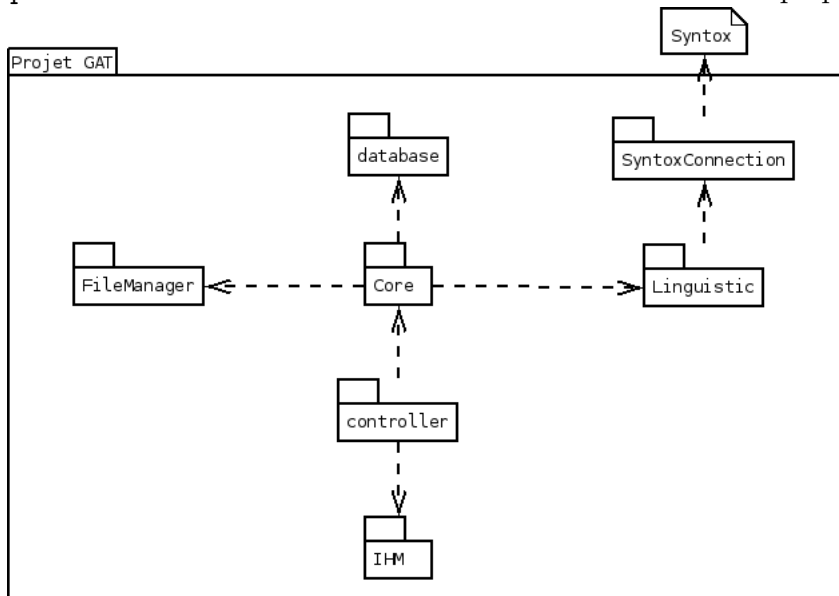 Syntox
Projet GAT
database
SyntoxConnection
FileManager
Core
Linguistic
controller
IHM